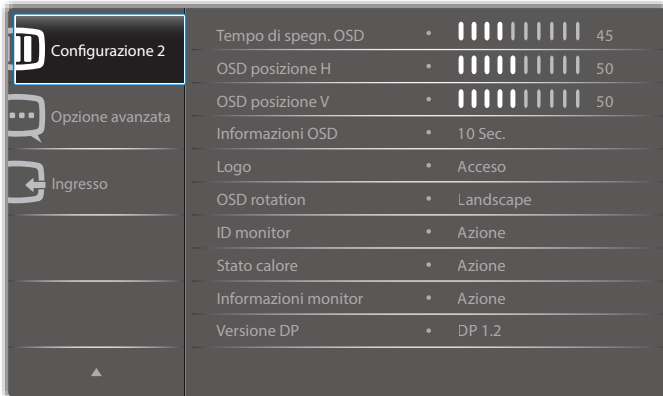 Configurazione 2
Opzione avanzata
Ingresso
Tempo di spegn. OSD • 45
OSD posizione H • 50
OSD posizione V • 50
Informazioni OSD • 10 Sec.
Logo • Acceso
OSD rotation • Landscape
ID monitor • Azione
Stato calore • Azione
Informazioni monitor • Azione
Versione DP • DP 1.2